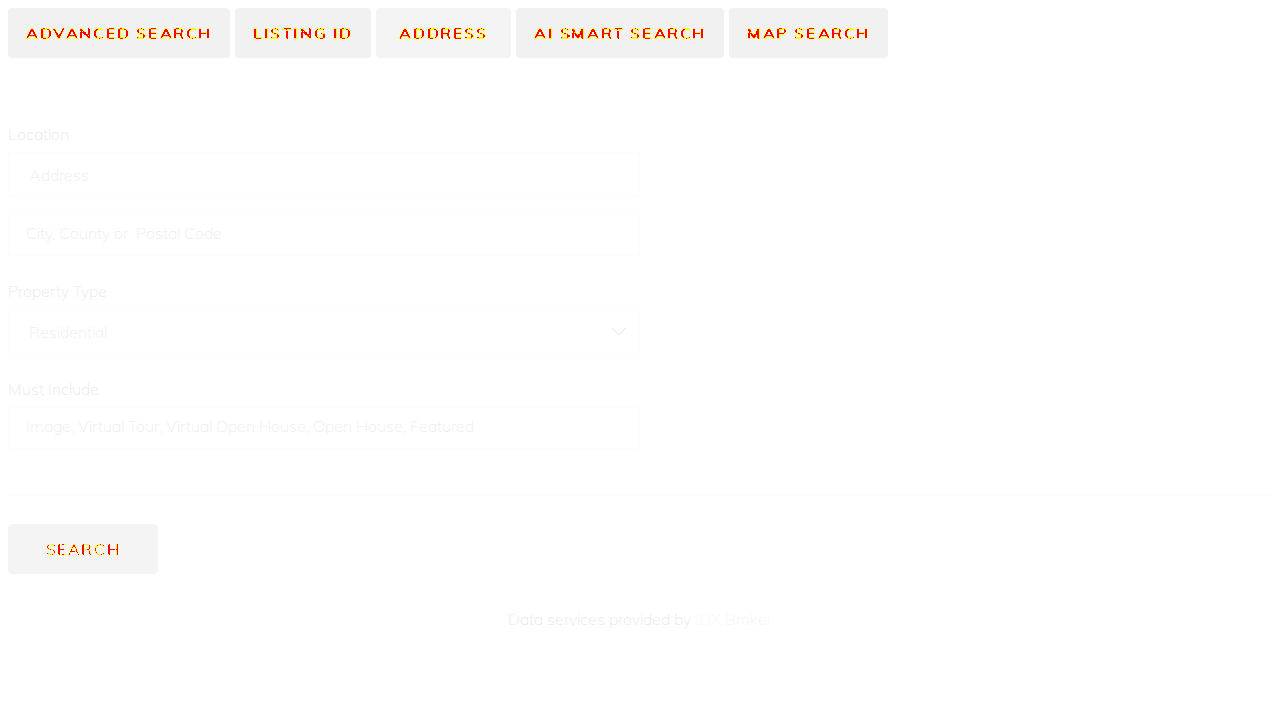 ADVANCED SEARCH LISTING ID ADDRESS AI SMART SEARCH MAP SEARCH
Location
Address
City, County or Postal Code
Property Type
Residential
Must Include
Image, Virtual Tour, Virtual Open House, Open House, Featured
SEARCH
Data services provided by IDX Broker